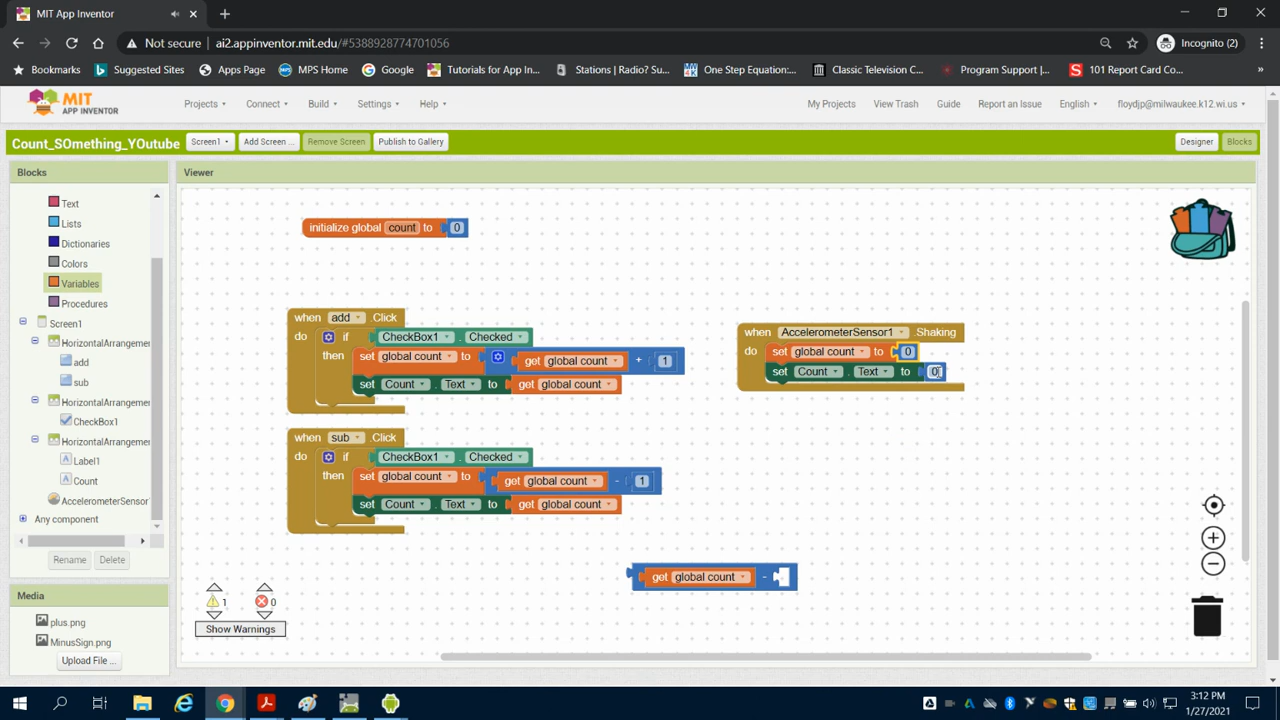 MIT App Inventor
Not secure | ai2.appinventor.mit.edu/#5388928774701056
Incognito (2)
Bookmarks Suggested Sites Apps Page MPS Home Google Tutorials for App In... Stations | Radio? Su... One Step Equation:... Classic Television C... Program Support |... 101 Report Card Co... »
MIT
APP INVENTOR
Projects Connect Build Settings Help My Projects View Trash Guide Report an Issue English floydjp@milwaukee.k12.wi.us
Count_SOmething_YOutube Screen1 Add Screen ... Remove Screen Publish to Gallery Designer Blocks
Blocks
Viewer
Text
Lists
Dictionaries
Colors
Variables
Procedures
Screen1
HorizontalArrangeme
add
sub
HorizontalArrangeme
CheckBox1
HorizontalArrangeme
Label1
Count
AccelerometerSensor
Any component
Rename Delete
Media
plus.png
MinusSign.png
Upload File ...
initialize global count to 0
when add .Click
do if CheckBox1 . Checked
then set global count to get global count + 1
set Count . Text to get global count
when sub .Click
do if CheckBox1 . Checked
then set global count to get global count - 1
set Count . Text to get global count
when AccelerometerSensor1 .Shaking
do set global count to 0
set Count . Text to 0
get global count -
1 0
Show Warnings
3:12 PM
1/27/2021